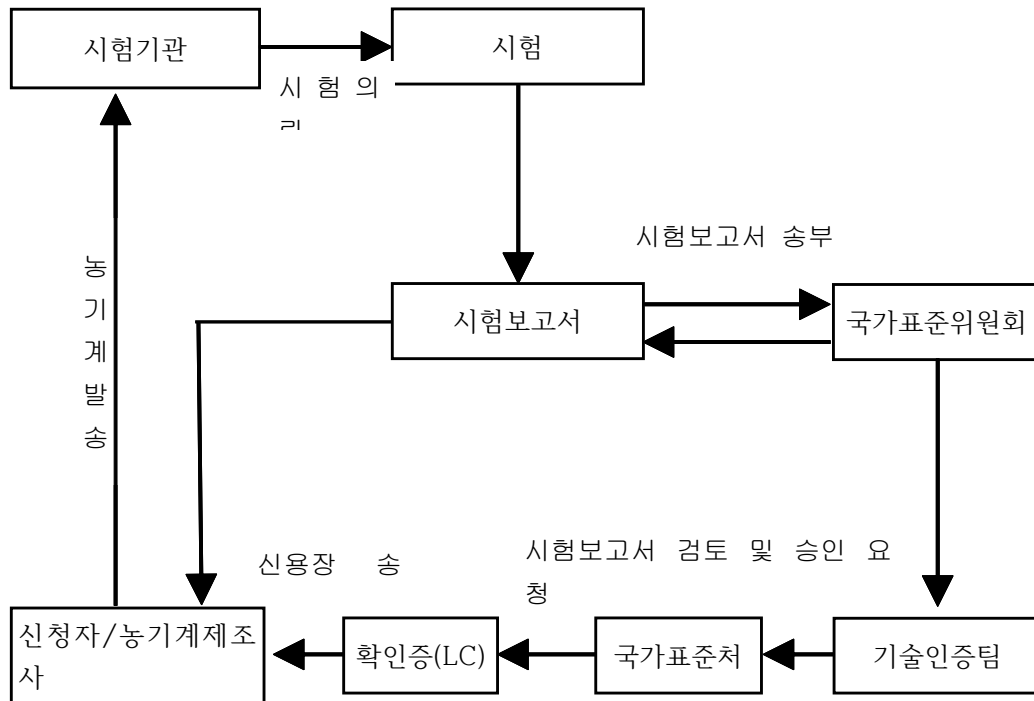 시험기관
시험
시 험 의
시험보고서 송부
농
기
계
발
송
시험보고서
국가표준위원회
신용장 송
시험보고서 검토 및 승인 요
청
신청자/농기계제조
사
확인증(LC)
국가표준처
기술인증팀